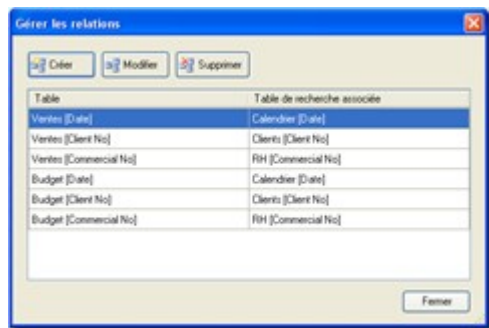 Gérer les relations
Créer Modifier Supprimer
Table Table de recherche associée
Ventes [Date] Calendrier [Date]
Ventes [Client No] Clients [Client No]
Ventes [Commercial No] RH [Commercial No]
Budget [Date] Calendrier [Date]
Budget [Client No] Clients [Client No]
Budget [Commercial No] RH [Commercial No]
Fermer